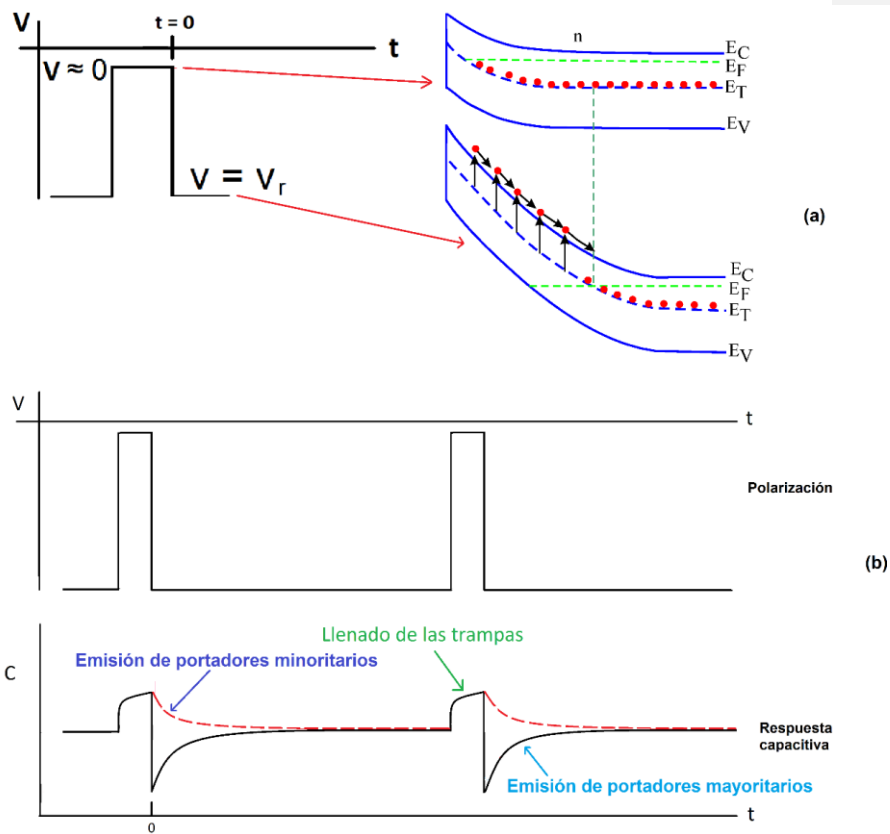 V
t = 0
t
V ≈ 0
V = Vr
n
EC
EF
ET
EV
(a)
EC
EF
ET
EV
V
t
Polarización
(b)
Llenado de las trampas
Emisión de portadores minoritarios
C
Respuesta
capacitiva
Emisión de portadores mayoritarios
t
0